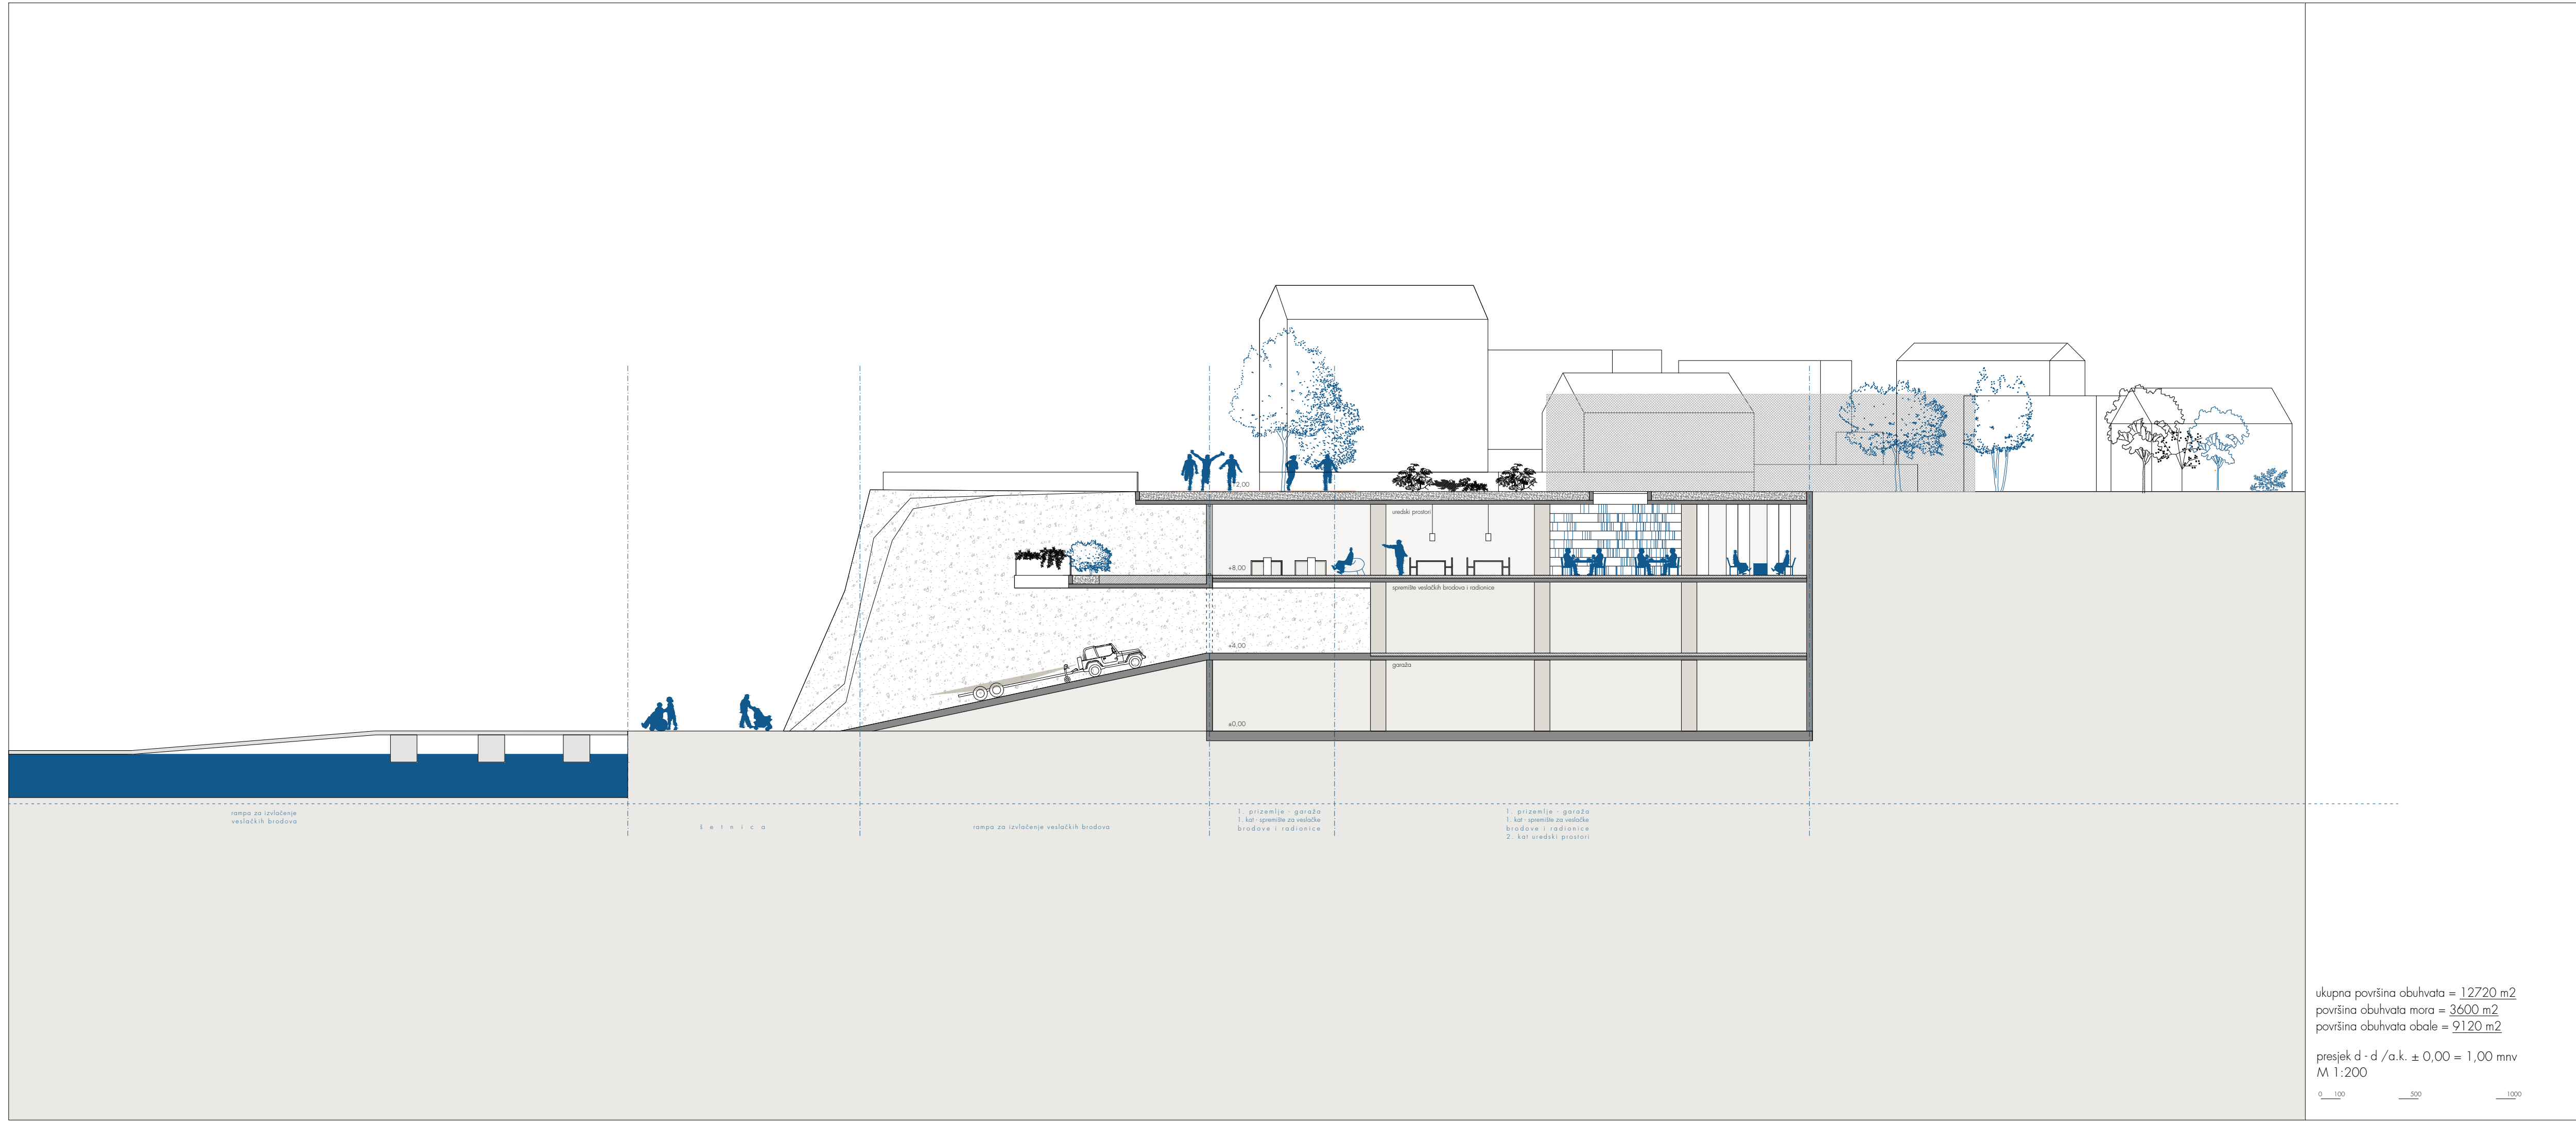 2,00
uredski prostori
+8,00
spremište veslačkih brodova i radionice
+4,00
garaža
±0,00
rampa za izvlačenje
veslačkih brodova
šetnica
rampa za izvlačenje veslačkih brodova
1. prizemlje - garaža
1. kat - spremište za veslačke
brodove i radionice
1. prizemlje - garaža
1. kat - spremište za veslačke
brodove i radionice
2. kat uredski prostori
ukupna površina obuhvata = 12720 m2
površina obuhvata mora = 3600 m2
površina obuhvata obale = 9120 m2
presjek d - d /a.k. ± 0,00 = 1,00 mnv
M 1:200
0 100 500 1000